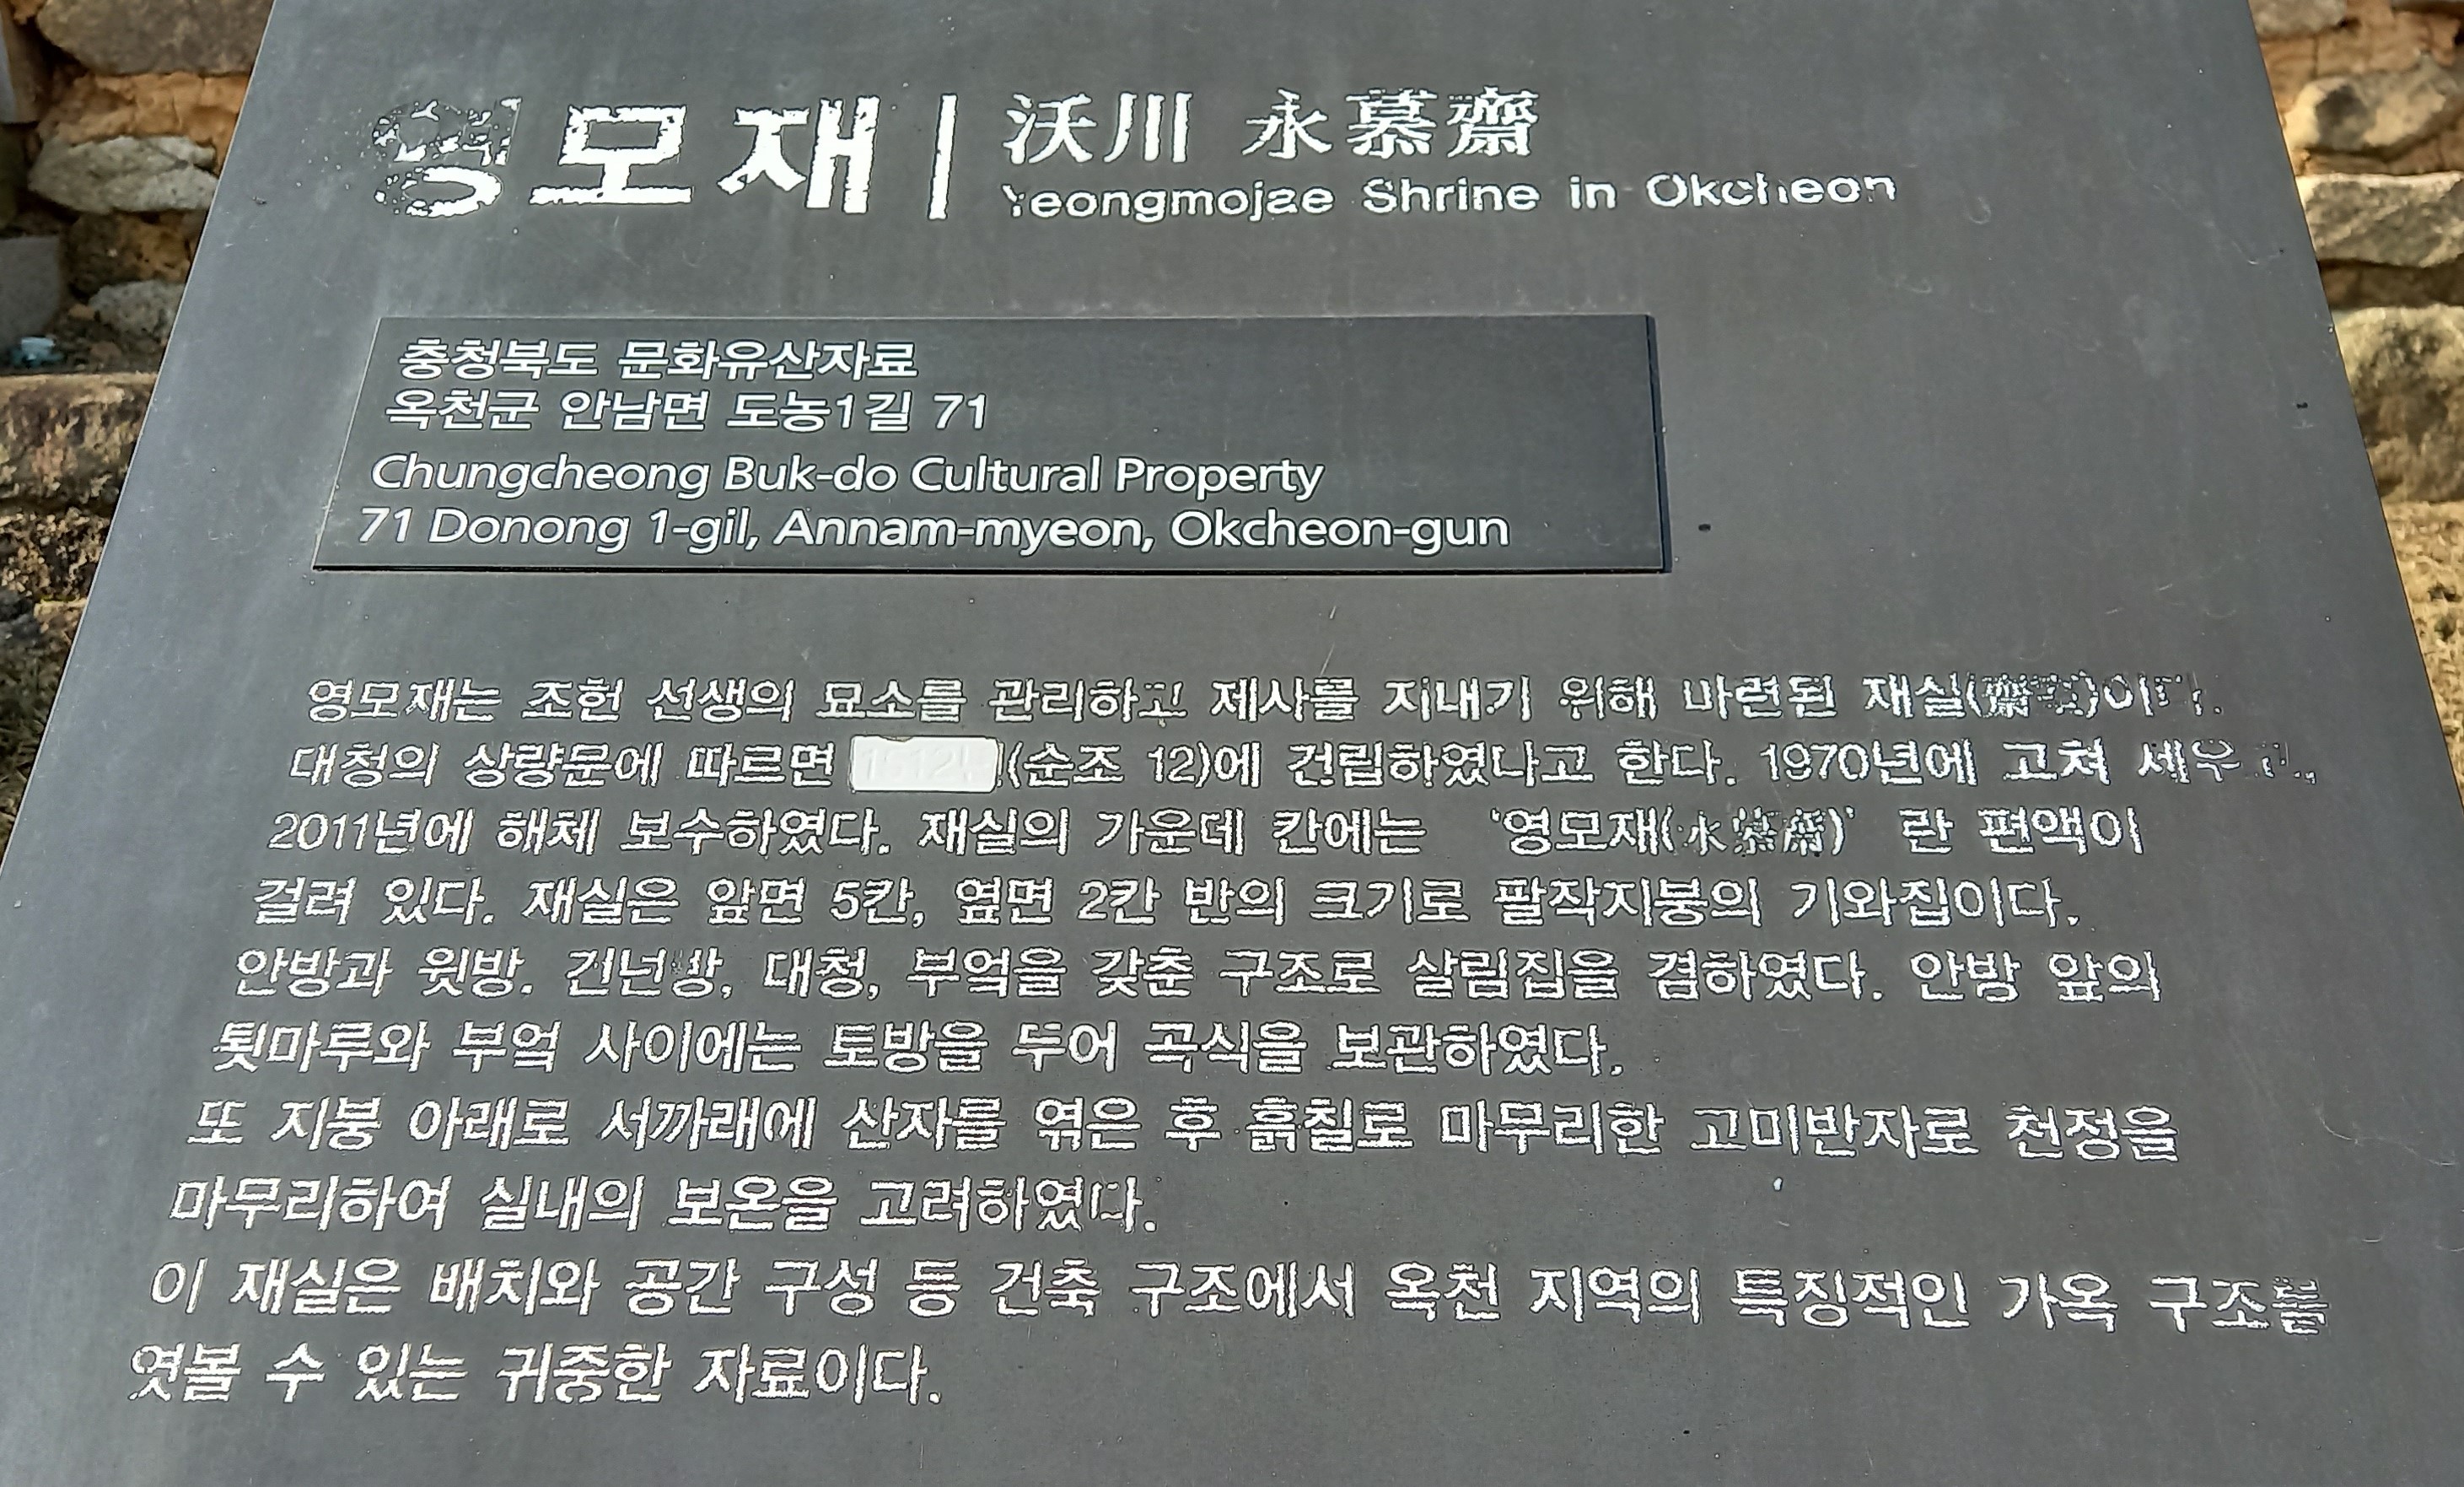 영모재 | 沃川 永慕齋
Yeongmojae Shrine in Okcheon
충청북도 문화유산자료
옥천군 안남면 도농1길 71
Chungcheong Buk-do Cultural Property
71 Donong 1-gil, Annam-myeon, Okcheon-gun
영모재는 조헌 선생의 묘소를 관리하고 제사를 지내기 위해 마련된 재실(齋室)이다.
대청의 상량문에 따르면 (순조 12)에 건립하였다고 한다. 1970년에 고쳐 세우고,
2011년에 해체 보수하였다. 재실의 가운데 칸에는 '영모재(永慕齋)' 란 편액이
걸려 있다. 재실은 앞면 5칸, 옆면 2칸 반의 크기로 팔작지붕의 기와집이다.
안방과 윗방, 건넌방, 대청, 부엌을 갖춘 구조로 살림집을 겸하였다. 안방 앞의
툇마루와 부엌 사이에는 토방을 두어 곡식을 보관하였다.
또 지붕 아래로 서까래에 산자를 엮은 후 흙칠로 마무리한 고미반자로 천정을
마무리하여 실내의 보온을 고려하였다.
이 재실은 배치와 공간 구성 등 건축 구조에서 옥천 지역의 특징적인 가옥 구조를
엿볼 수 있는 귀중한 자료이다.